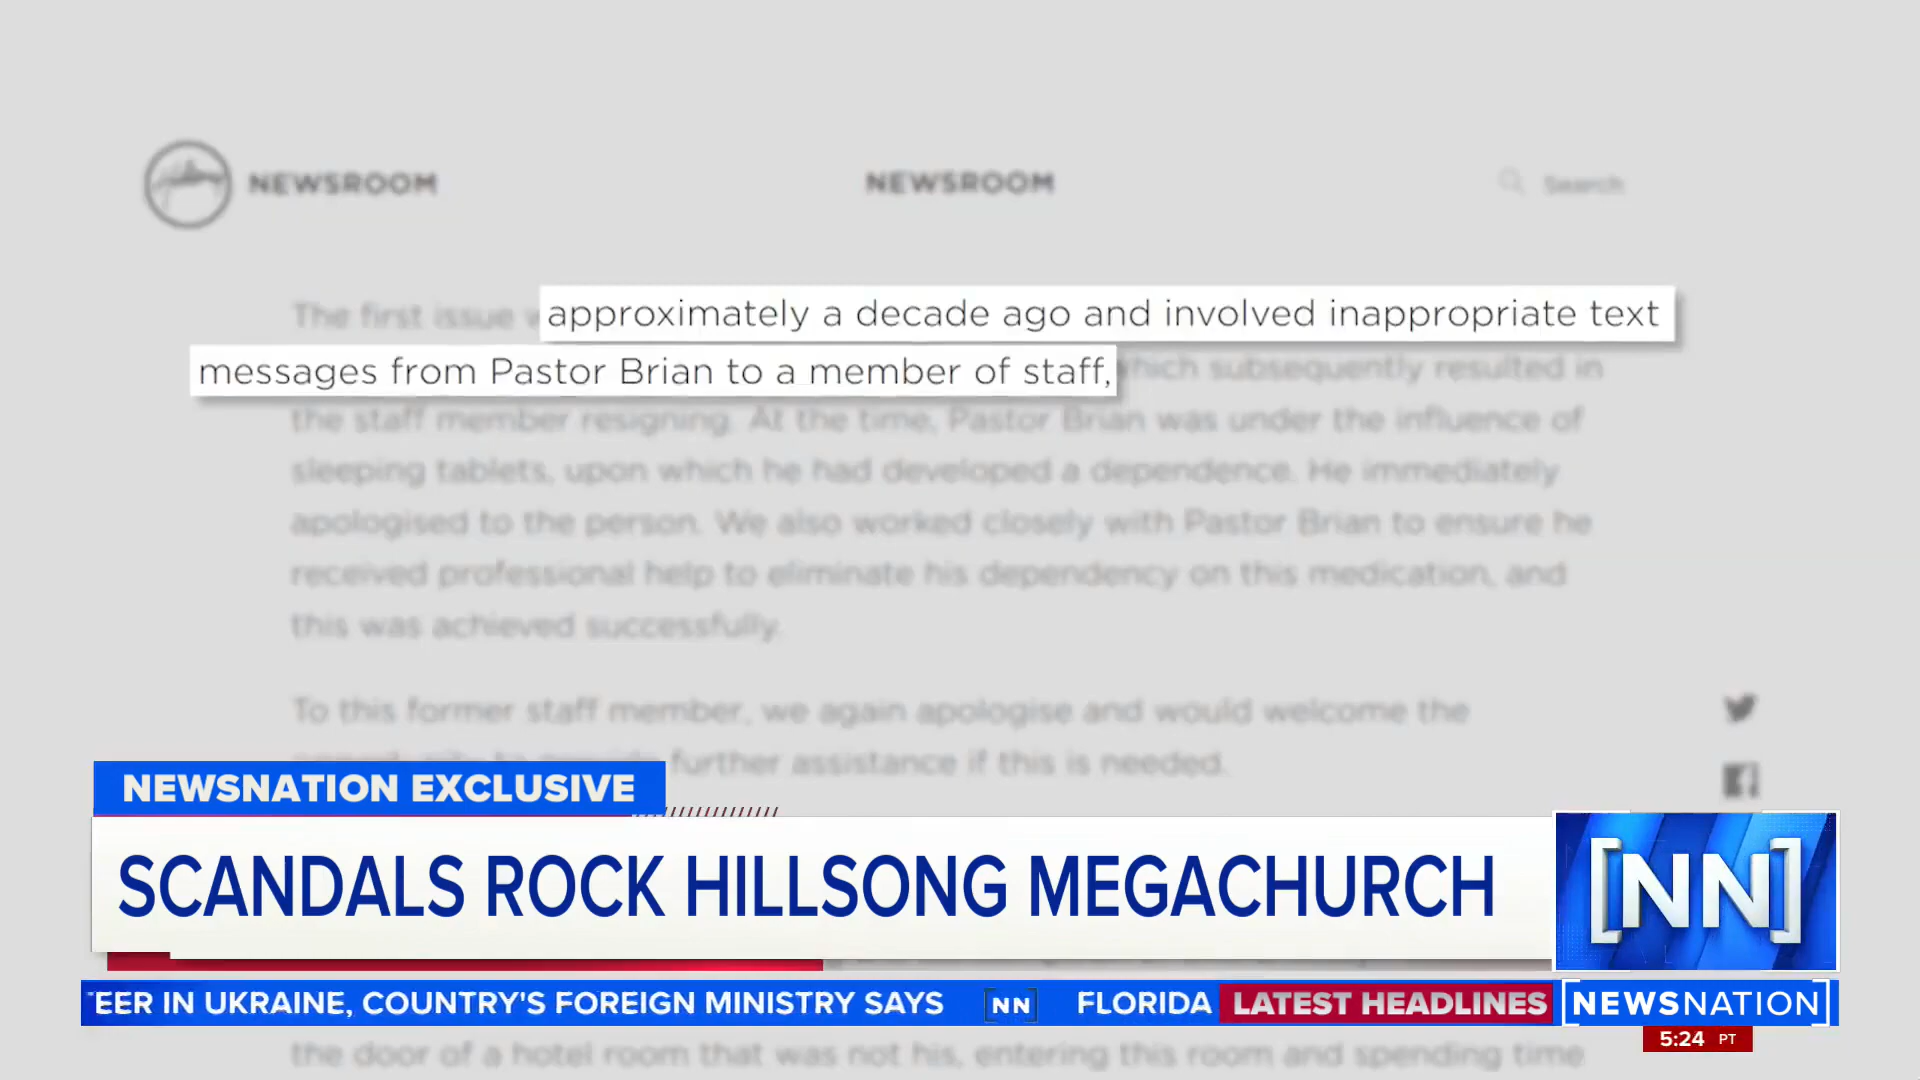 NEWSROOM
NEWSROOM
Search
The first issue w approximately a decade ago and involved inappropriate text
messages from Pastor Brian to a member of staff, which subsequently resulted in
the staff member resigning. At the time, Pastor Brian was under the influence of
sleeping tablets, upon which he had developed a dependence. He immediately
apologised to the person. We also worked closely with Pastor Brian to ensure he
received professional help to eliminate his dependency on this medication, and
this was achieved successfully.
To this former staff member, we again apologise and would welcome the
further assistance if this is needed.
NEWSNATION EXCLUSIVE
SCANDALS ROCK HILLSONG MEGACHURCH
[NN]
EER IN UKRAINE, COUNTRY'S FOREIGN MINISTRY SAYS [NN] FLORIDA
LATEST HEADLINES
[NEWSNATION]
5:24 PT
the door of a hotel room that was not his, entering this room and spending time